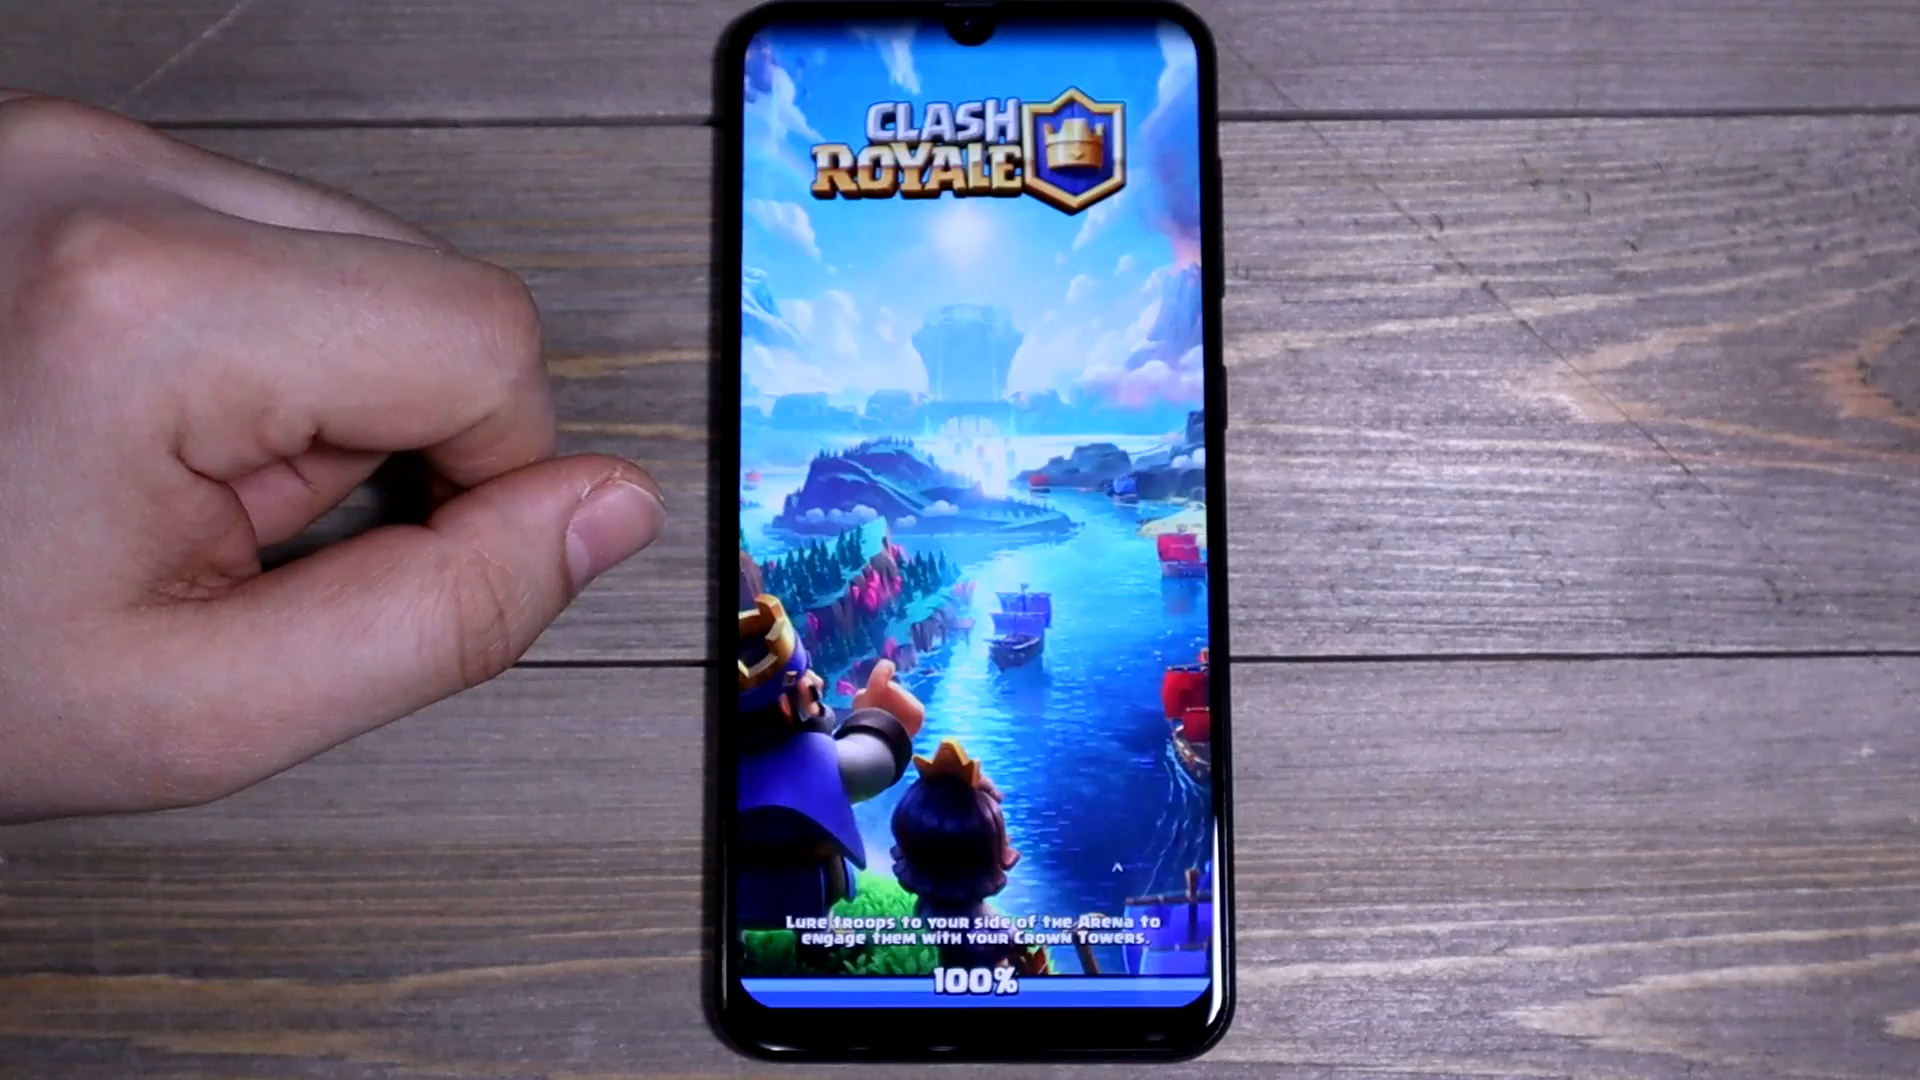 CLASH
ROYALE
Lure troops to your side of the Arena to
engage them with your Crown Towers.
100%